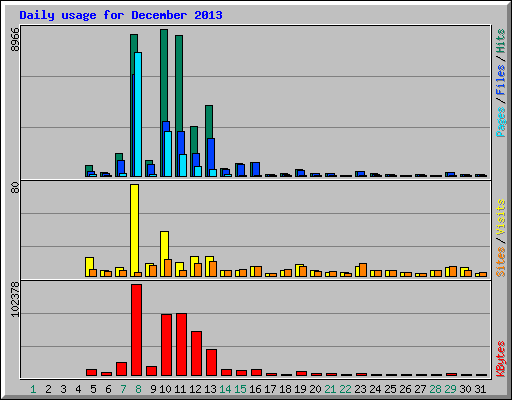 Daily usage for December 2013
8966
Pages / Files / Hits
80
Sites / Visits
102378
KBytes
1 2 3 4 5 6 7 8 9 10 11 12 13 14 15 16 17 18 19 20 21 22 23 24 25 26 27 28 29 30 31